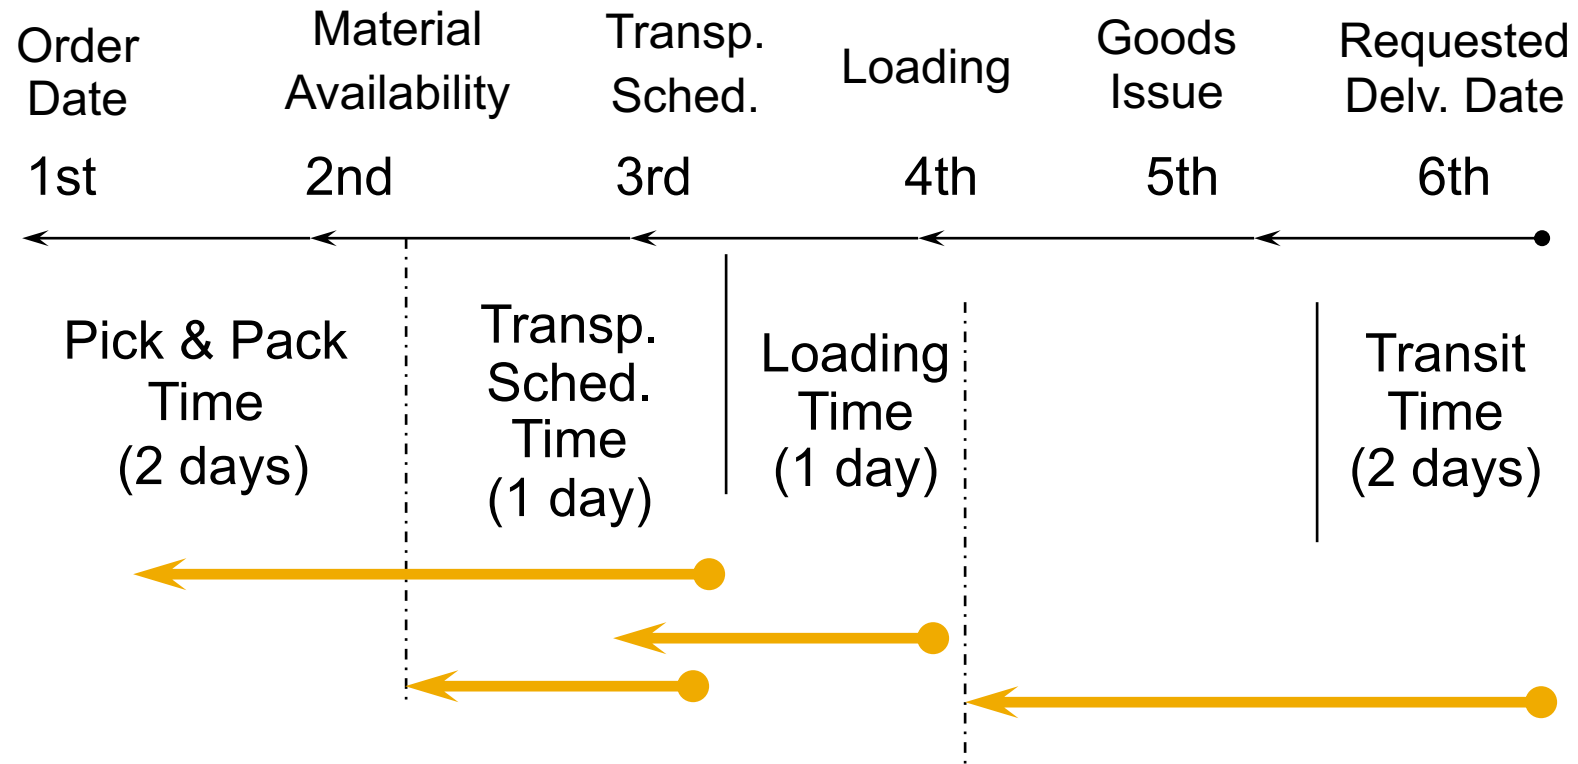 Order
Date
Material
Availability
Transp.
Sched.
Loading
Goods
Issue
Requested
Delv. Date
1st
2nd
3rd
4th
5th
6th
Pick & Pack
Time
(2 days)
Transp.
Sched.
Time
(1 day)
Loading
Time
(1 day)
Transit
Time
(2 days)